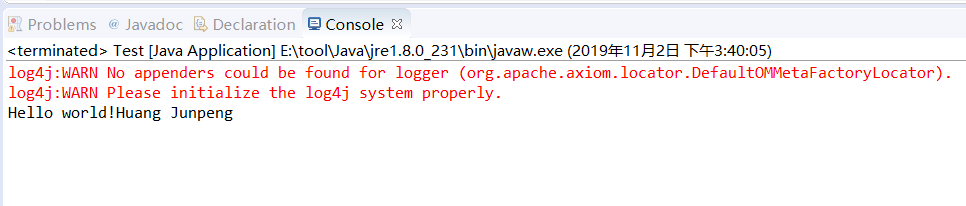 Problems @ Javadoc Declaration Console
<terminated> Test [Java Application] E:\tool\Java\jre1.8.0_231\bin\javaw.exe (2019年11月2日 下午3:40:05)
log4j:WARN No appenders could be found for logger (org.apache.axiom.locator.DefaultOMMetaFactoryLocator).
log4j:WARN Please initialize the log4j system properly.
Hello world!Huang Junpeng